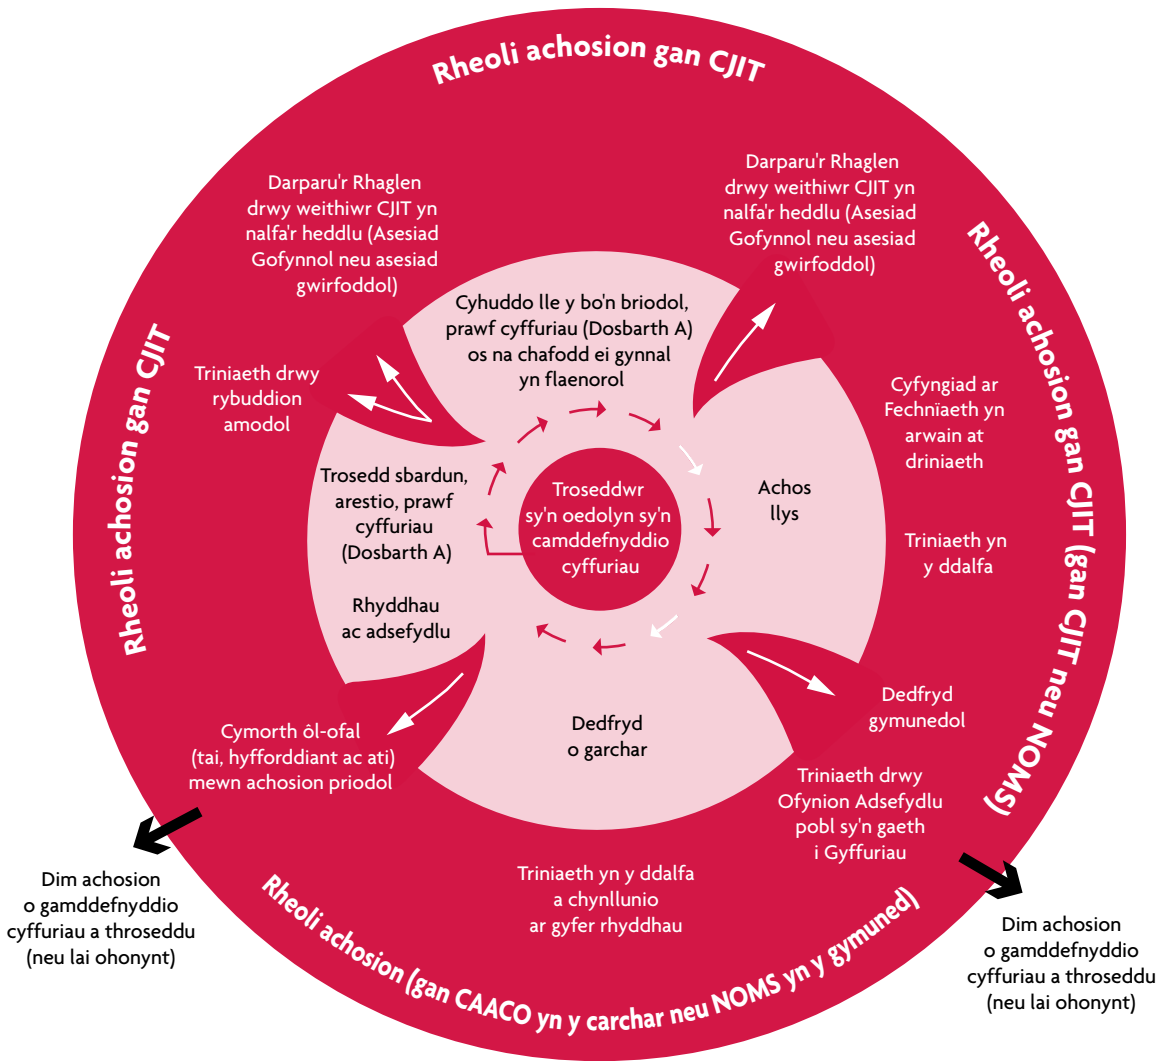 Rheoli achosion gan CJIT
Rheoli achosion gan CJIT
Rheoli achosion gan CJIT (gan CJIT neu NOMS)
Rheoli achosion (gan CAACO yn y carchar neu NOMS yn y gymuned)
Darparu'r Rhaglen
drwy weithiwr CJIT yn
nalfa'r heddlu (Asesiad
Gofynnol neu asesiad
gwirfoddol)
Darparu'r Rhaglen
drwy weithiwr CJIT yn
nalfa'r heddlu (Asesiad
Gofynnol neu asesiad
gwirfoddol)
Cyhuddo lle y bo'n briodol,
prawf cyffuriau (Dosbarth A)
os na chafodd ei gynnal
yn flaenorol
Triniaeth drwy
rybuddion
amodol
Cyfyngiad ar
Fechnïaeth yn
arwain at
driniaeth
Trosedd sbardun,
arestio, prawf
cyffuriau
(Dosbarth A)
Troseddwr
sy'n oedolyn sy'n
camddefnyddio
cyffuriau
Achos
llys
Triniaeth yn
y ddalfa
Rhyddhau
ac adsefydlu
Dedfryd
gymunedol
Dedfryd
o garchar
Cymorth ôl-ofal
(tai, hyfforddiant ac ati)
mewn achosion priodol
Triniaeth drwy
Ofynion Adsefydlu
pobl sy'n gaeth
i Gyffuriau
Triniaeth yn y ddalfa
a chynllunio
ar gyfer rhyddhau
Dim achosion
o gamddefnyddio
cyffuriau a throseddu
(neu lai ohonynt)
Dim achosion
o gamddefnyddio
cyffuriau a throseddu
(neu lai ohonynt)